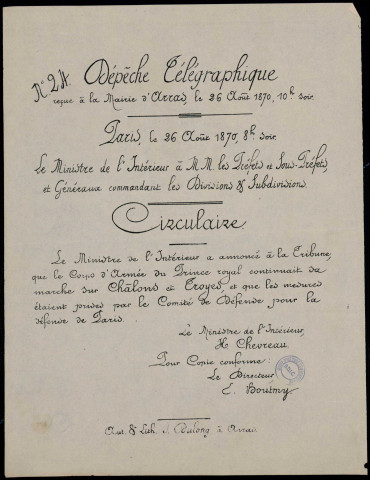 N° 24. Dépêche Télégraphique
reçue à la Mairie d'Arras, le 26 Août 1870, 10h soir.
Paris, le 26 Août 1870, 8h soir.
Le Ministre de l'Intérieur à M.M. les Préfets et Sous-Préfets,
et Généraux commandant les Divisions & Subdivisions.
Circulaire.
Le Ministre de l'Intérieur a annoncé à la Tribune
que le Corps d'Armée du Prince royal continuait sa
marche sur Châlons et Troyes et que les mesures
étaient prises par le Comité de Défense pour la
défense de Paris.
Le Ministre de l'Intérieur,
Hi Chevreau.
Pour Copie conforme:
Le Directeur
E. Boutmy
Aut. & Lith. Dulong à Arras.